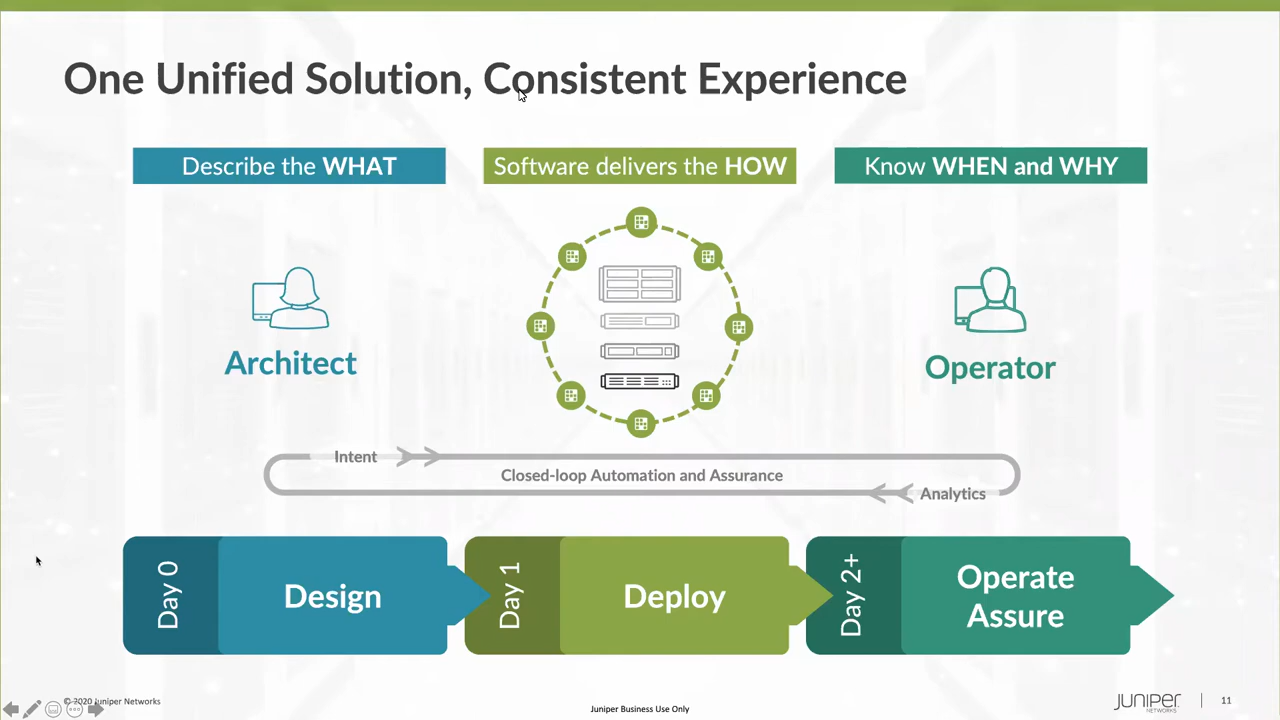 One Unified Solution, Consistent Experience
Describe the WHAT
Software delivers the HOW
Know WHEN and WHY
Architect
Operator
Intent
Closed-loop Automation and Assurance
Analytics
Day 0
Design
Day 1
Deploy
Day 2+
Operate
Assure
© 2020 Juniper Networks
Juniper Business Use Only
JUNIPER
NETWORKS
11